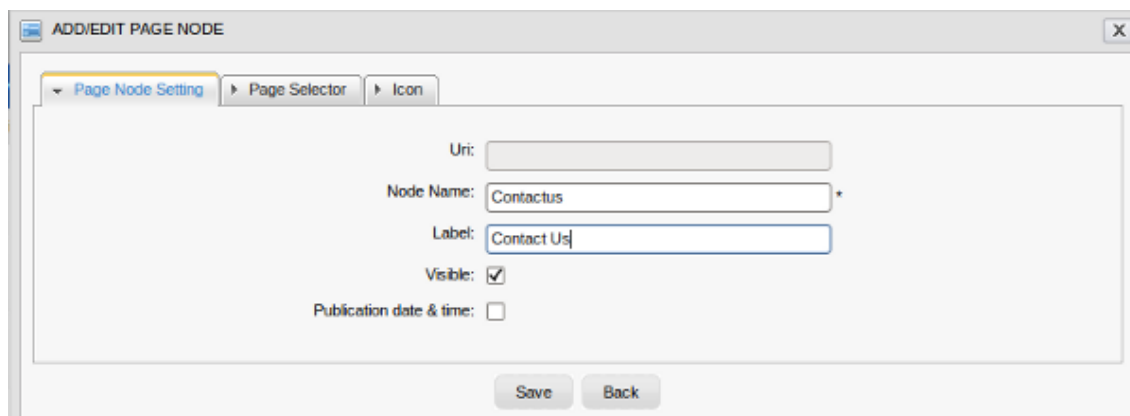 ADD/EDIT PAGE NODE
X
Page Node Setting Page Selector Icon
Uri:
Node Name: Contactus *
Label: Contact Us
Visible:
Publication date & time:
Save Back